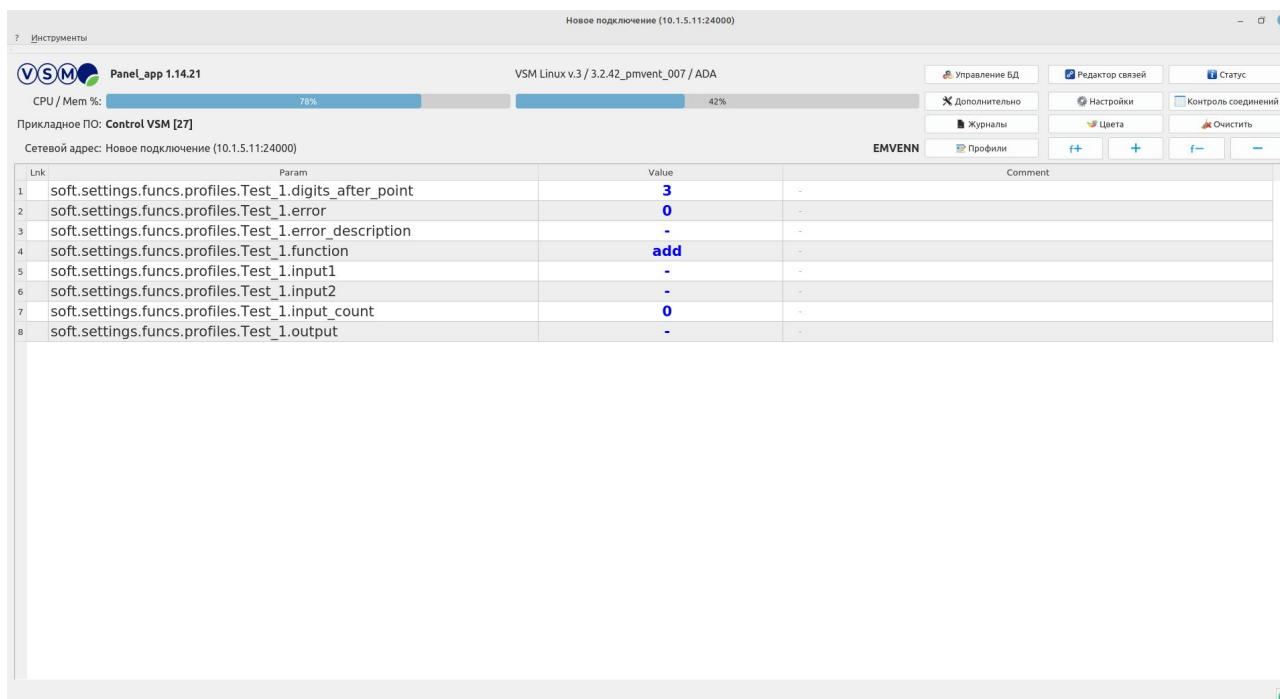 Новое подключение (10.1.5.11:24000)
? Инструменты
VSM Panel_app 1.14.21 VSM Linux v.3 / 3.2.42_pmvent_007 / ADA Управление БД Редактор связей Статус
CPU / Mem %: 78% 42% Дополнительно Настройки Контроль соединений
Прикладное ПО: Control VSM [27] Журналы Цвета Очистить
Сетевой адрес: Новое подключение (10.1.5.11:24000) EMVENN Профили f+ + f− −
Lnk Param Value Comment
1 soft.settings.funcs.profiles.Test_1.digits_after_point 3 -
2 soft.settings.funcs.profiles.Test_1.error 0 -
3 soft.settings.funcs.profiles.Test_1.error_description - -
4 soft.settings.funcs.profiles.Test_1.function add -
5 soft.settings.funcs.profiles.Test_1.input1 - -
6 soft.settings.funcs.profiles.Test_1.input2 - -
7 soft.settings.funcs.profiles.Test_1.input_count 0 -
8 soft.settings.funcs.profiles.Test_1.output - -